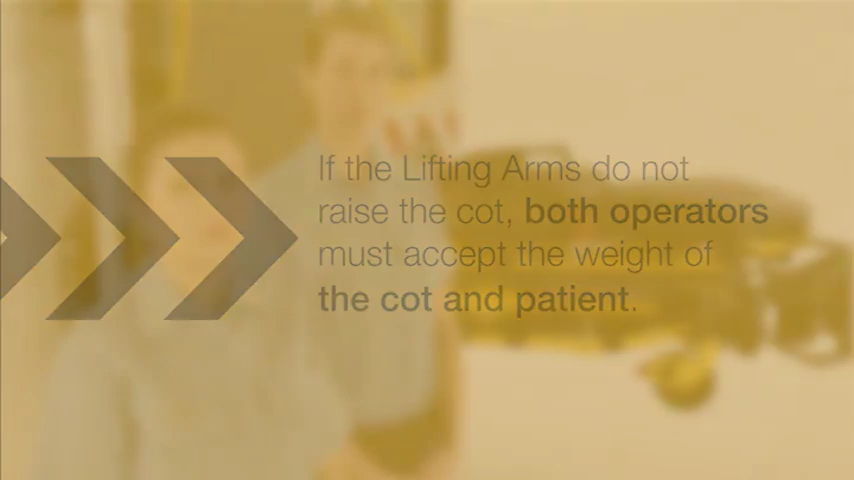 If the Lifting Arms do not
raise the cot, both operators
must accept the weight of
the cot and patient.